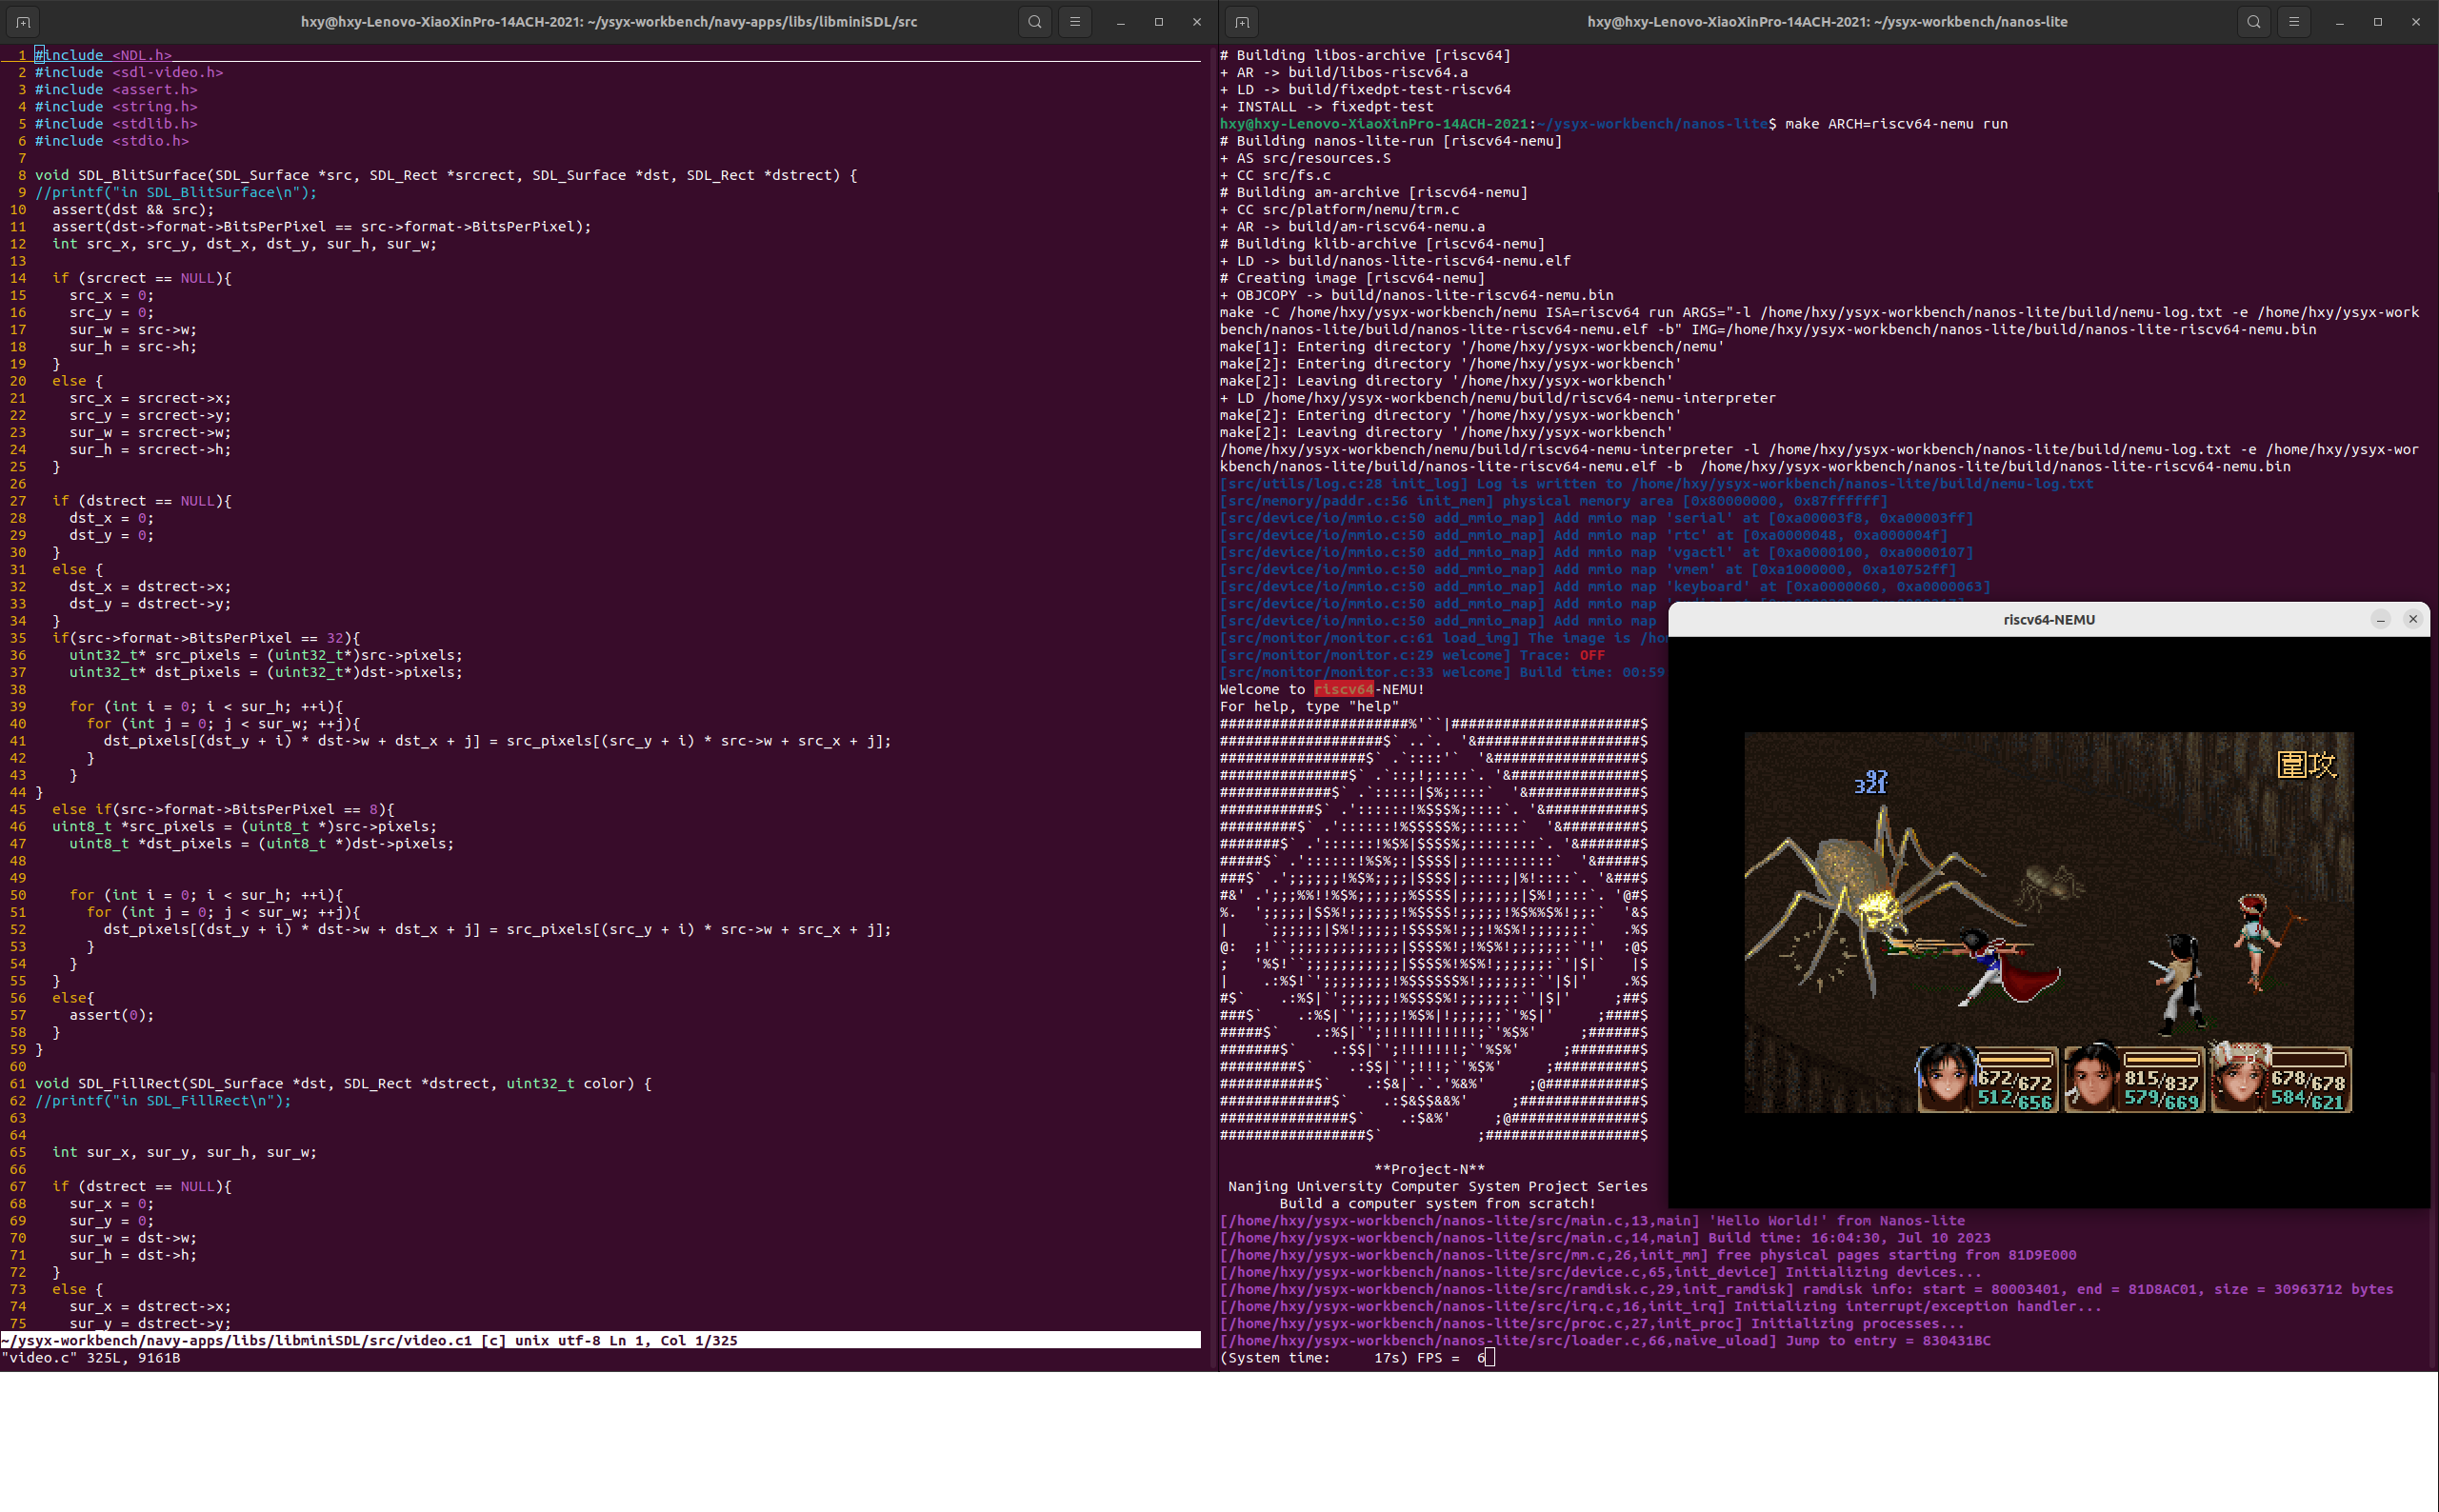 hxy@hxy-Lenovo-XiaoXinPro-14ACH-2021: ~/ysyx-workbench/navy-apps/libs/libminiSDL/src
1 #include <NDL.h>
2 #include <sdl-video.h>
3 #include <assert.h>
4 #include <string.h>
5 #include <stdlib.h>
6 #include <stdio.h>
7
8 void SDL_BlitSurface(SDL_Surface *src, SDL_Rect *srcrect, SDL_Surface *dst, SDL_Rect *dstrect) {
9 //printf("in SDL_BlitSurface\n");
10   assert(dst && src);
11   assert(dst->format->BitsPerPixel == src->format->BitsPerPixel);
12   int src_x, src_y, dst_x, dst_y, sur_h, sur_w;
13
14   if (srcrect == NULL){
15     src_x = 0;
16     src_y = 0;
17     sur_w = src->w;
18     sur_h = src->h;
19   }
20   else {
21     src_x = srcrect->x;
22     src_y = srcrect->y;
23     sur_w = srcrect->w;
24     sur_h = srcrect->h;
25   }
26
27   if (dstrect == NULL){
28     dst_x = 0;
29     dst_y = 0;
30   }
31   else {
32     dst_x = dstrect->x;
33     dst_y = dstrect->y;
34   }
35   if(src->format->BitsPerPixel == 32){
36     uint32_t* src_pixels = (uint32_t*)src->pixels;
37     uint32_t* dst_pixels = (uint32_t*)dst->pixels;
38
39     for (int i = 0; i < sur_h; ++i){
40       for (int j = 0; j < sur_w; ++j){
41         dst_pixels[(dst_y + i) * dst->w + dst_x + j] = src_pixels[(src_y + i) * src->w + src_x + j];
42       }
43     }
44 }
45   else if(src->format->BitsPerPixel == 8){
46   uint8_t *src_pixels = (uint8_t *)src->pixels;
47     uint8_t *dst_pixels = (uint8_t *)dst->pixels;
48
49
50     for (int i = 0; i < sur_h; ++i){
51       for (int j = 0; j < sur_w; ++j){
52         dst_pixels[(dst_y + i) * dst->w + dst_x + j] = src_pixels[(src_y + i) * src->w + src_x + j];
53       }
54     }
55   }
56   else{
57     assert(0);
58   }
59 }
60
61 void SDL_FillRect(SDL_Surface *dst, SDL_Rect *dstrect, uint32_t color) {
62 //printf("in SDL_FillRect\n");
63
64
65   int sur_x, sur_y, sur_h, sur_w;
66
67   if (dstrect == NULL){
68     sur_x = 0;
69     sur_y = 0;
70     sur_w = dst->w;
71     sur_h = dst->h;
72   }
73   else {
74     sur_x = dstrect->x;
75     sur_y = dstrect->y;
~/ysyx-workbench/navy-apps/libs/libminiSDL/src/video.c1 [c] unix utf-8 Ln 1, Col 1/325
"video.c" 325L, 9161B
hxy@hxy-Lenovo-XiaoXinPro-14ACH-2021: ~/ysyx-workbench/nanos-lite
# Building libos-archive [riscv64]
+ AR -> build/libos-riscv64.a
+ LD -> build/fixedpt-test-riscv64
+ INSTALL -> fixedpt-test
hxy@hxy-Lenovo-XiaoXinPro-14ACH-2021:~/ysyx-workbench/nanos-lite$ make ARCH=riscv64-nemu run
# Building nanos-lite-run [riscv64-nemu]
+ AS src/resources.S
+ CC src/fs.c
# Building am-archive [riscv64-nemu]
+ CC src/platform/nemu/trm.c
+ AR -> build/am-riscv64-nemu.a
# Building klib-archive [riscv64-nemu]
+ LD -> build/nanos-lite-riscv64-nemu.elf
# Creating image [riscv64-nemu]
+ OBJCOPY -> build/nanos-lite-riscv64-nemu.bin
make -C /home/hxy/ysyx-workbench/nemu ISA=riscv64 run ARGS="-l /home/hxy/ysyx-workbench/nanos-lite/build/nemu-log.txt -e /home/hxy/ysyx-work
bench/nanos-lite/build/nanos-lite-riscv64-nemu.elf -b" IMG=/home/hxy/ysyx-workbench/nanos-lite/build/nanos-lite-riscv64-nemu.bin
make[1]: Entering directory '/home/hxy/ysyx-workbench/nemu'
make[2]: Entering directory '/home/hxy/ysyx-workbench'
make[2]: Leaving directory '/home/hxy/ysyx-workbench'
+ LD /home/hxy/ysyx-workbench/nemu/build/riscv64-nemu-interpreter
make[2]: Entering directory '/home/hxy/ysyx-workbench'
make[2]: Leaving directory '/home/hxy/ysyx-workbench'
/home/hxy/ysyx-workbench/nemu/build/riscv64-nemu-interpreter -l /home/hxy/ysyx-workbench/nanos-lite/build/nemu-log.txt -e /home/hxy/ysyx-wor
kbench/nanos-lite/build/nanos-lite-riscv64-nemu.elf -b  /home/hxy/ysyx-workbench/nanos-lite/build/nanos-lite-riscv64-nemu.bin
[src/utils/log.c:28 init_log] Log is written to /home/hxy/ysyx-workbench/nanos-lite/build/nemu-log.txt
[src/memory/paddr.c:56 init_mem] physical memory area [0x80000000, 0x87ffffff]
[src/device/io/mmio.c:50 add_mmio_map] Add mmio map 'serial' at [0xa00003f8, 0xa00003ff]
[src/device/io/mmio.c:50 add_mmio_map] Add mmio map 'rtc' at [0xa0000048, 0xa000004f]
[src/device/io/mmio.c:50 add_mmio_map] Add mmio map 'vgactl' at [0xa0000100, 0xa0000107]
[src/device/io/mmio.c:50 add_mmio_map] Add mmio map 'vmem' at [0xa1000000, 0xa10752ff]
[src/device/io/mmio.c:50 add_mmio_map] Add mmio map 'keyboard' at [0xa0000060, 0xa0000063]
[src/device/io/mmio.c:50 add_mmio_map] Add mmio map
[src/device/io/mmio.c:50 add_mmio_map] Add mmio map
[src/monitor/monitor.c:61 load_img] The image is /ho
[src/monitor/monitor.c:29 welcome] Trace: OFF
[src/monitor/monitor.c:33 welcome] Build time: 00:59
Welcome to riscv64-NEMU!
For help, type "help"
**Project-N**
Nanjing University Computer System Project Series
Build a computer system from scratch!
[/home/hxy/ysyx-workbench/nanos-lite/src/main.c,13,main] 'Hello World!' from Nanos-lite
[/home/hxy/ysyx-workbench/nanos-lite/src/main.c,14,main] Build time: 16:04:30, Jul 10 2023
[/home/hxy/ysyx-workbench/nanos-lite/src/mm.c,26,init_mm] free physical pages starting from 81D9E000
[/home/hxy/ysyx-workbench/nanos-lite/src/device.c,65,init_device] Initializing devices...
[/home/hxy/ysyx-workbench/nanos-lite/src/ramdisk.c,29,init_ramdisk] ramdisk info: start = 80003401, end = 81D8AC01, size = 30963712 bytes
[/home/hxy/ysyx-workbench/nanos-lite/src/irq.c,16,init_irq] Initializing interrupt/exception handler...
[/home/hxy/ysyx-workbench/nanos-lite/src/proc.c,27,init_proc] Initializing processes...
[/home/hxy/ysyx-workbench/nanos-lite/src/loader.c,66,naive_uload] Jump to entry = 830431BC
(System time:     17s) FPS =  6
riscv64-NEMU
圍攻
92
321
672/672
512/656
815/837
579/669
678/678
584/621